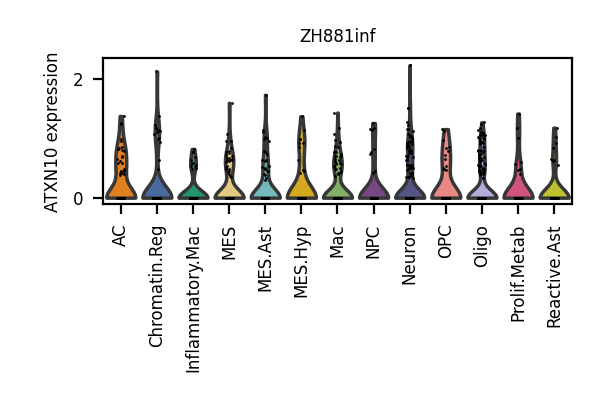 ZH881inf
ATXN10 expression
2
0
AC
Chromatin.Reg
Inflammatory.Mac
MES
MES.Ast
MES.Hyp
Mac
NPC
Neuron
OPC
Oligo
Prolif.Metab
Reactive.Ast